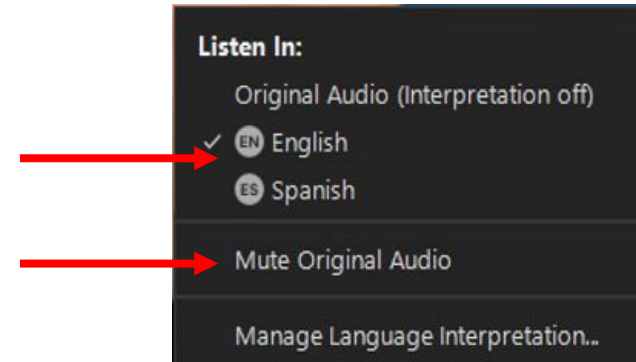 Listen In:
Original Audio (Interpretation off)
EN English
ES Spanish
Mute Original Audio
Manage Language Interpretation...